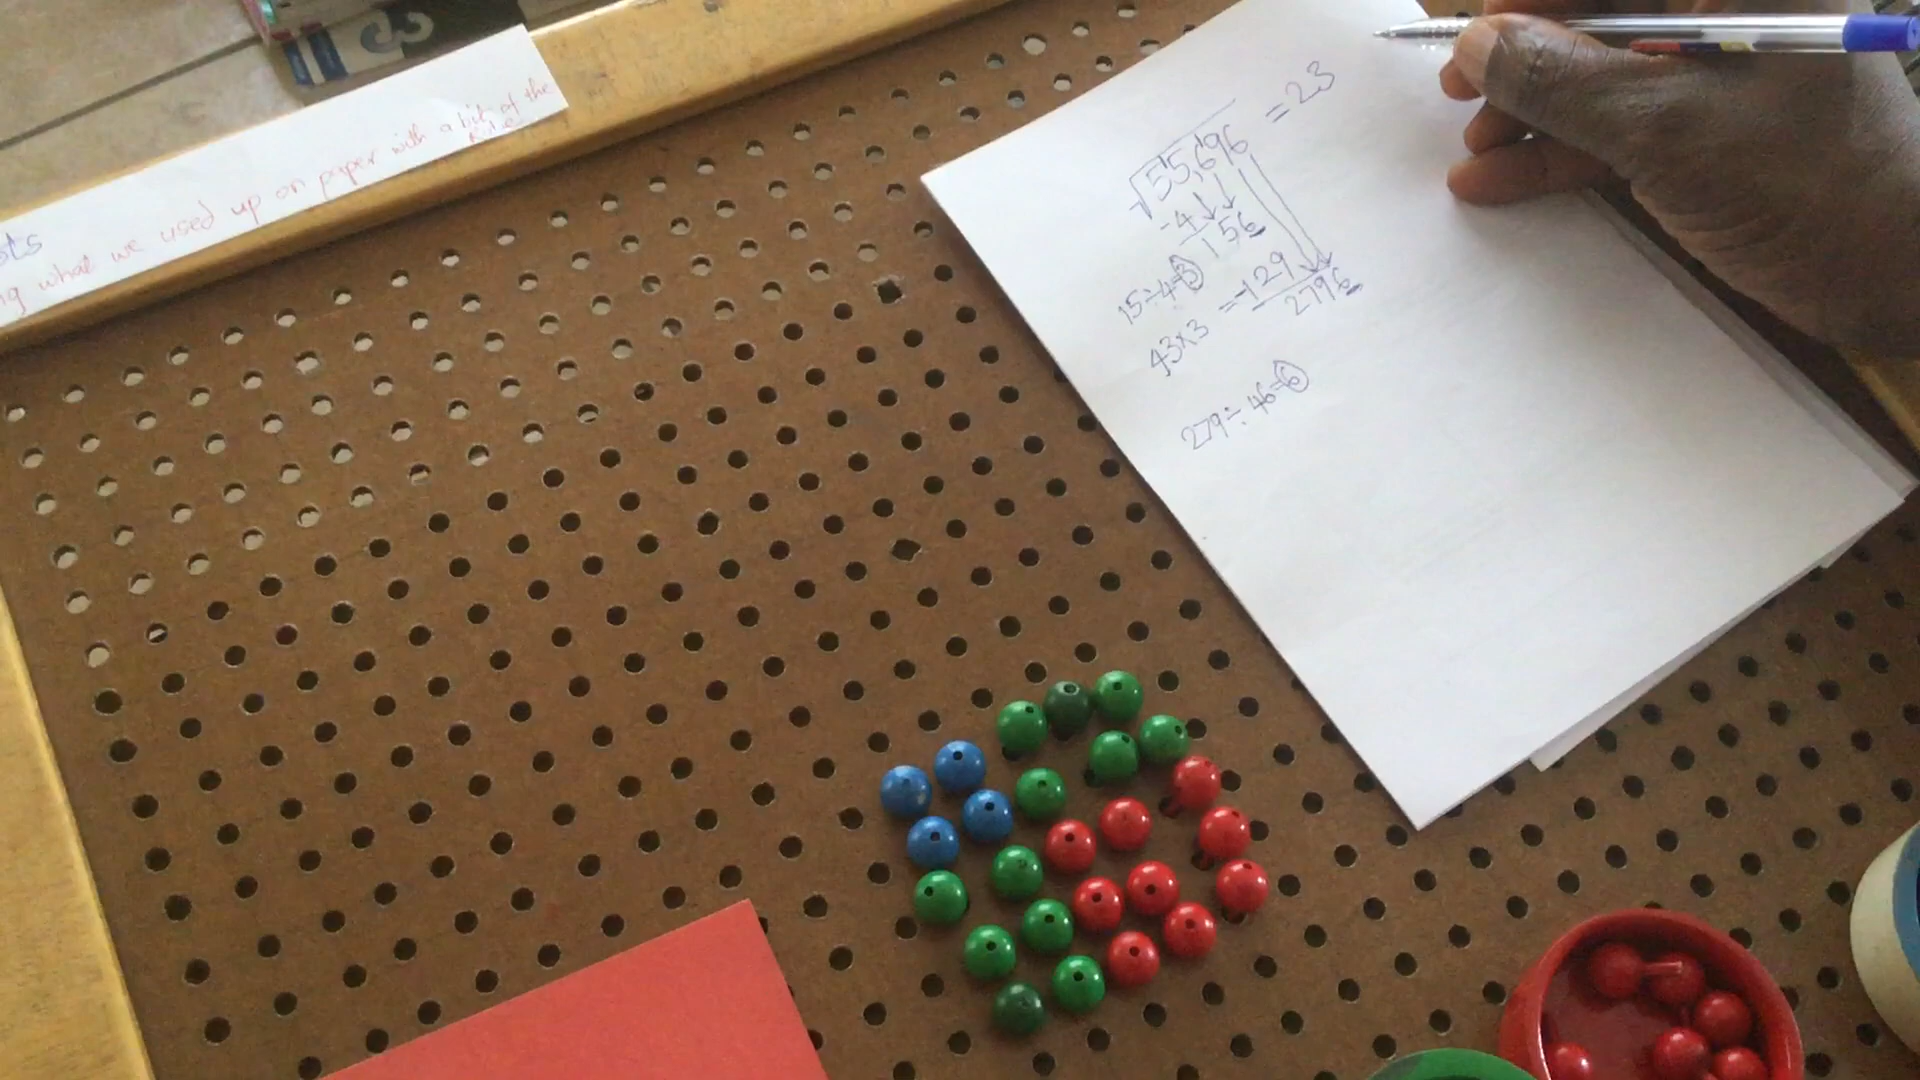 ots
ng what we used up on paper with a bit of the
√55,696 = 23
-4
156
15÷4=3
43×3 = -129
2796
279÷46=6